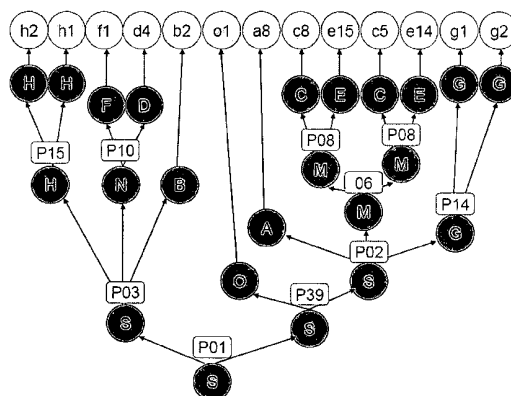 h2 h1 f1 d4 b2 o1 a8 c8 e15 c5 e14 g1 g2
H H F D C E C E G G
P15 P10 P08 P08
H N B M M
06 P14
A M G
P02
P03 O P39 S
S S
P01
S